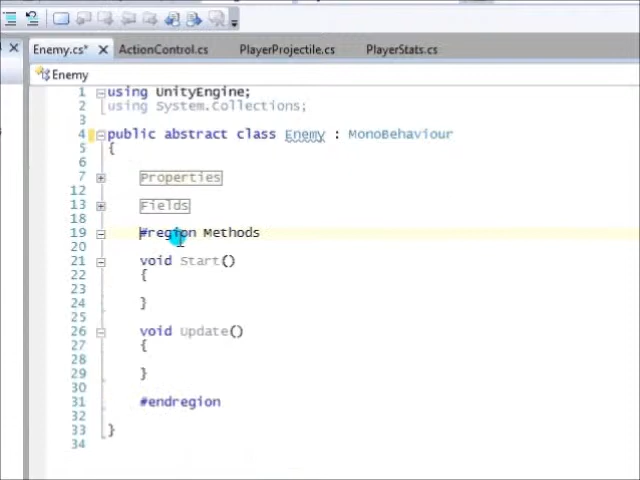 Enemy.cs* ActionControl.cs PlayerProjectile.cs PlayerStats.cs
Enemy
1 using UnityEngine;
2 using System.Collections;
3
4 public abstract class Enemy : MonoBehaviour
5 {
6
7 Properties
12
13 Fields
18
19 #region Methods
20
21 void Start()
22 {
23
24 }
25
26 void Update()
27 {
28
29 }
30
31 #endregion
32
33 }
34